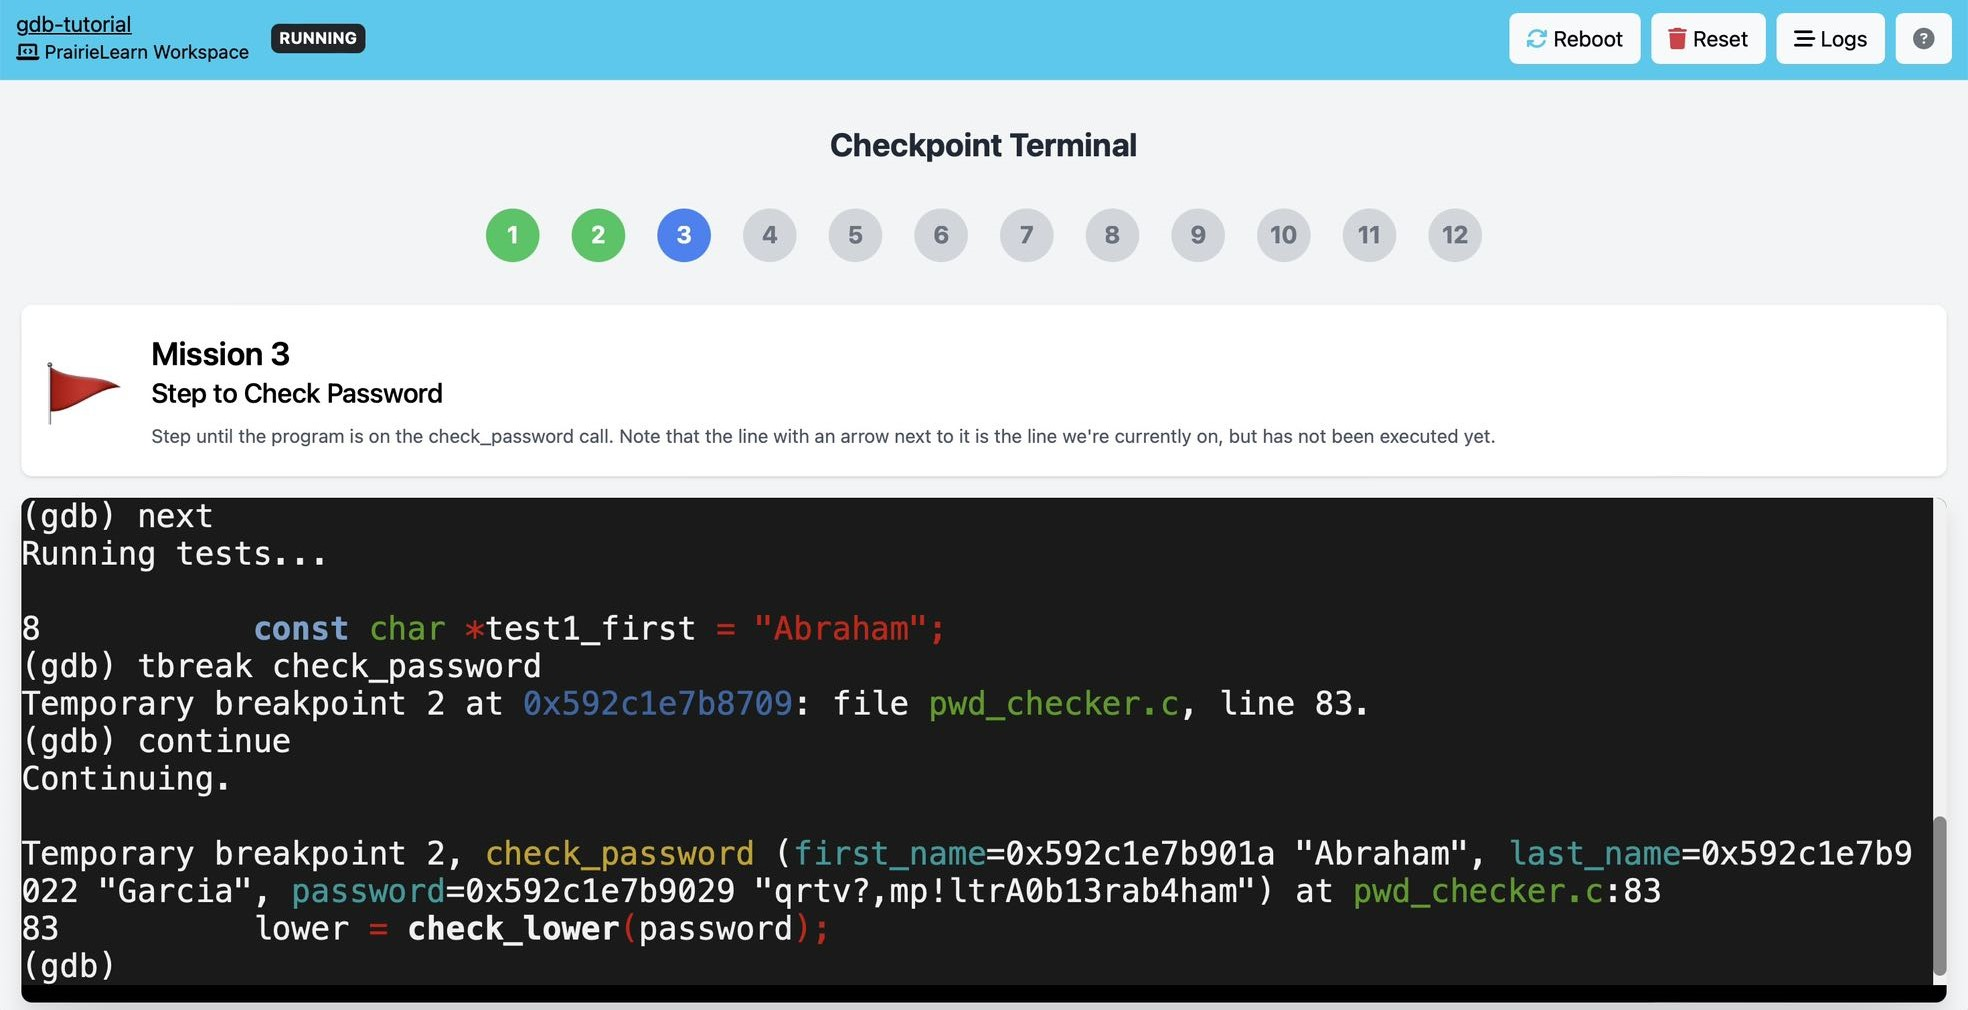 gdb-tutorial
PrairieLearn Workspace
RUNNING
Reboot
Reset
Logs
?
Checkpoint Terminal
1 2 3 4 5 6 7 8 9 10 11 12
Mission 3
Step to Check Password
Step until the program is on the check_password call. Note that the line with an arrow next to it is the line we're currently on, but has not been executed yet.
(gdb) next
Running tests...
8 const char *test1_first = "Abraham";
(gdb) tbreak check_password
Temporary breakpoint 2 at 0x592c1e7b8709: file pwd_checker.c, line 83.
(gdb) continue
Continuing.
Temporary breakpoint 2, check_password (first_name=0x592c1e7b901a "Abraham", last_name=0x592c1e7b9
022 "Garcia", password=0x592c1e7b9029 "qrtv?,mp!ltrA0b13rab4ham") at pwd_checker.c:83
83 lower = check_lower(password);
(gdb)